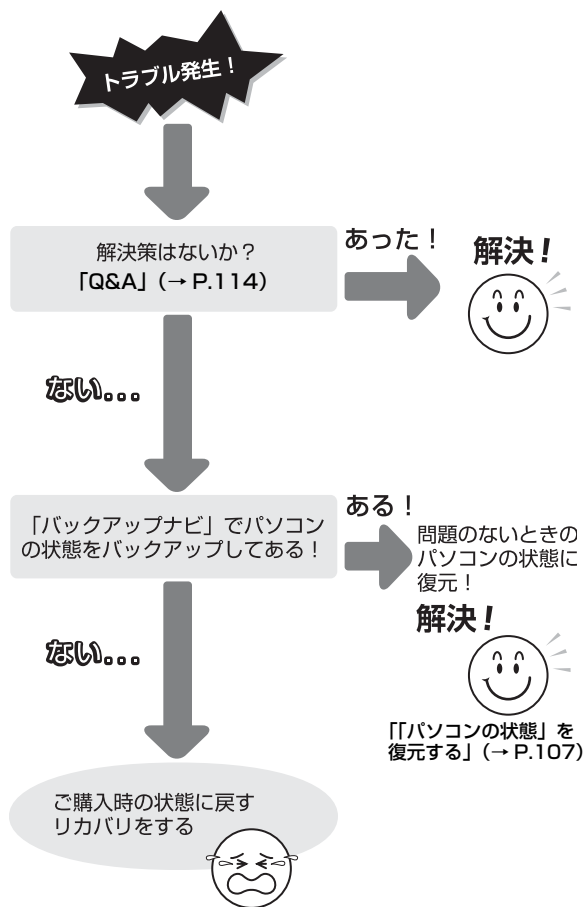 トラブル発生！
解決策はないか？
「Q&A」（→ P.114）
あった！
解決！
ない...
「バックアップナビ」でパソコン
の状態をバックアップしてある！
ある！
問題のないときの
パソコンの状態に
復元！
解決！
「「パソコンの状態」を
復元する」（→ P.107）
ない...
ご購入時の状態に戻す
リカバリをする